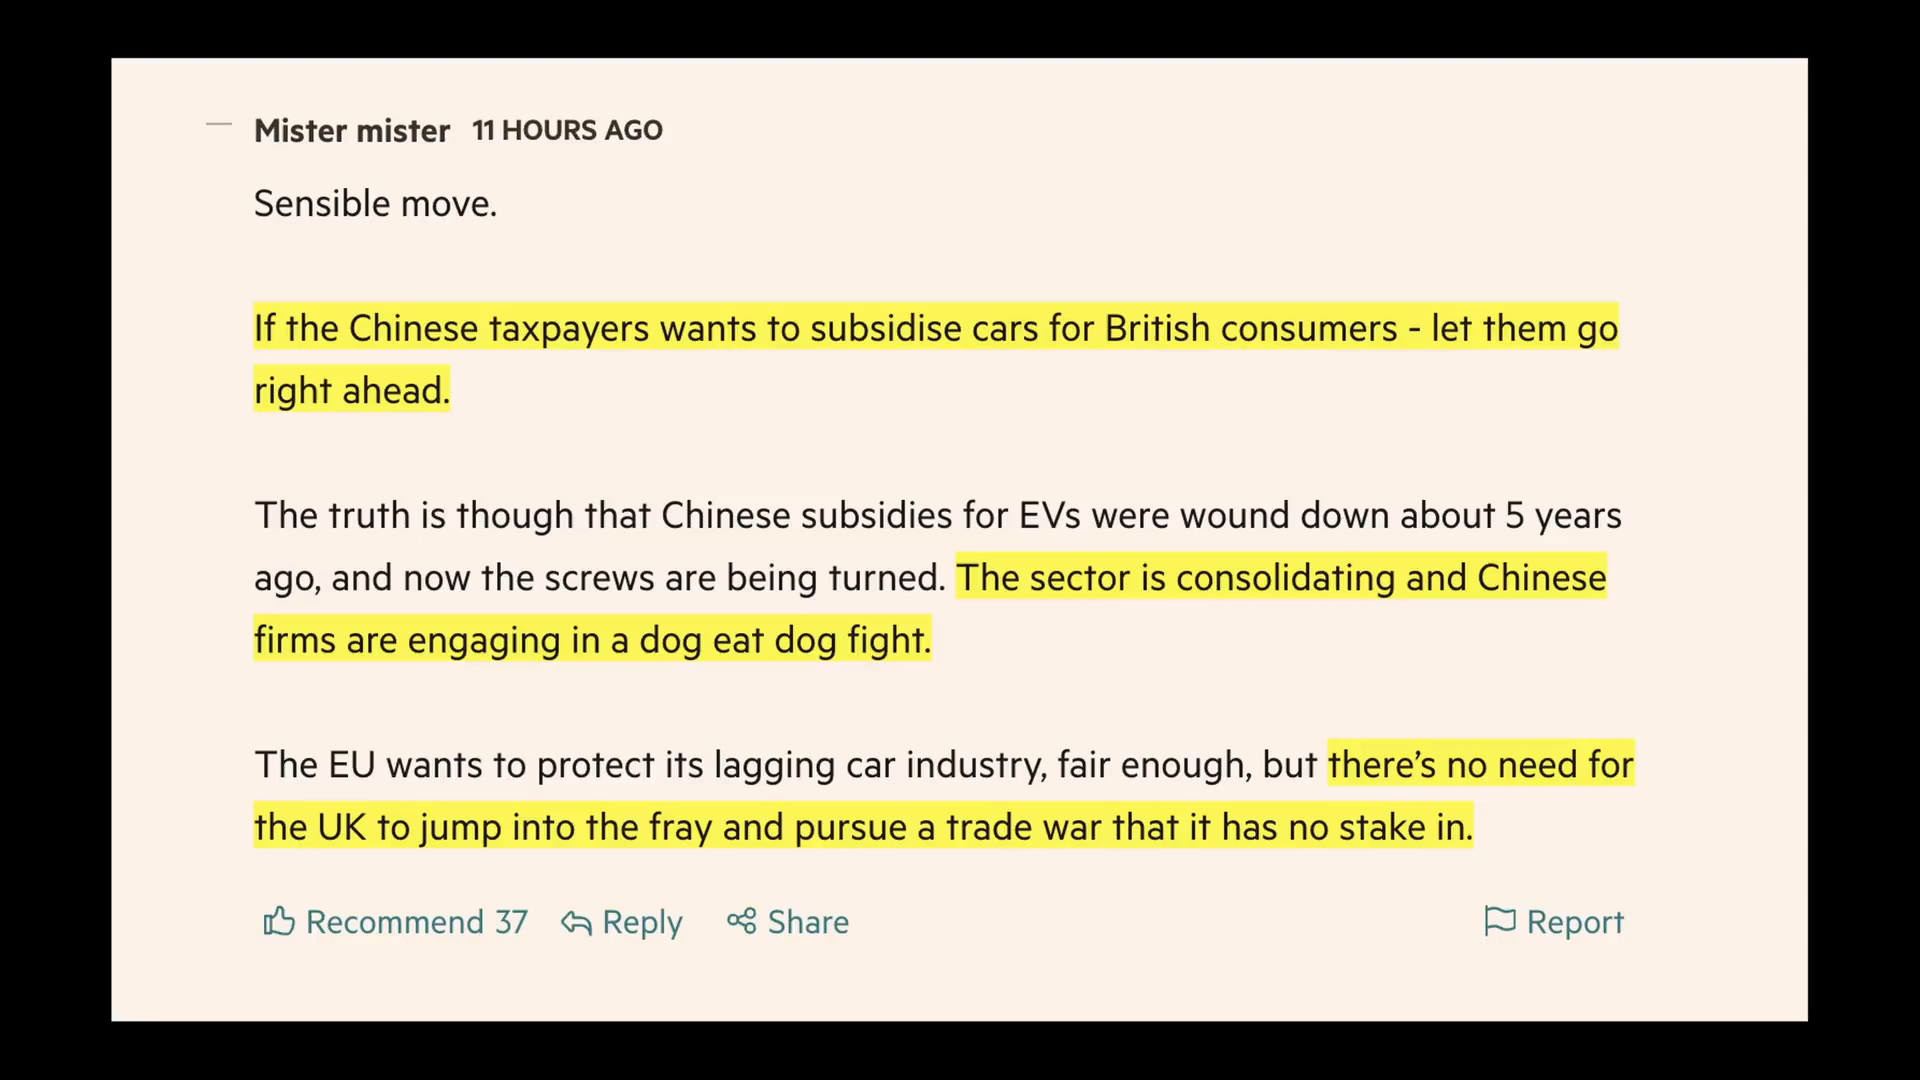 Mister mister 11 HOURS AGO
Sensible move.
If the Chinese taxpayers wants to subsidise cars for British consumers - let them go
right ahead.
The truth is though that Chinese subsidies for EVs were wound down about 5 years
ago, and now the screws are being turned. The sector is consolidating and Chinese
firms are engaging in a dog eat dog fight.
The EU wants to protect its lagging car industry, fair enough, but there’s no need for
the UK to jump into the fray and pursue a trade war that it has no stake in.
Recommend 37 Reply Share Report